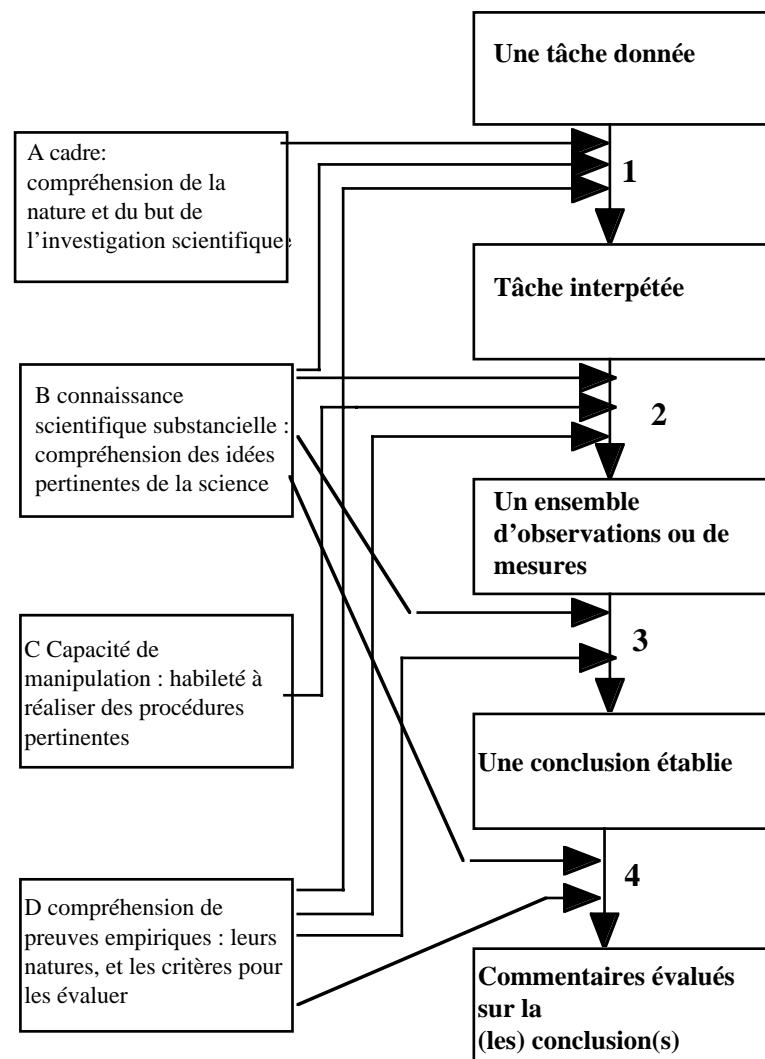 Une tâche donnée
A cadre:
compréhension de la
nature et du but de
l'investigation scientifique
1
Tâche interpétée
B connaissance
scientifique substancielle :
compréhension des idées
pertinentes de la science
2
Un ensemble
d'observations ou de
mesures
C Capacité de
manipulation : habileté à
réaliser des procédures
pertinentes
3
Une conclusion établie
D compréhension de
preuves empiriques : leurs
natures, et les critères pour
les évaluer
4
Commentaires évalués
sur la
(les) conclusion(s)